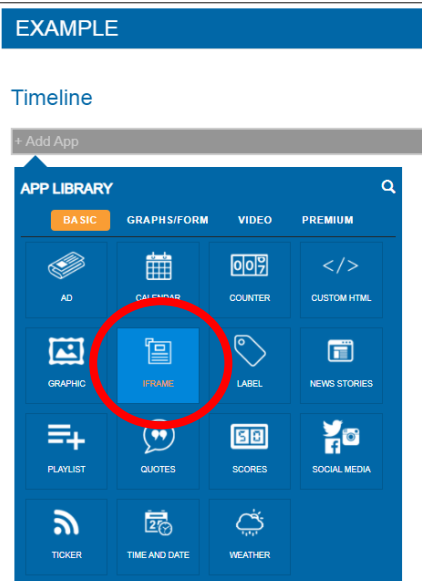 EXAMPLE
Timeline
+ Add App
APP LIBRARY
BASIC GRAPHS/FORM VIDEO PREMIUM
AD CALENDAR COUNTER CUSTOM HTML
GRAPHIC IFRAME LABEL NEWS STORIES
PLAYLIST QUOTES SCORES SOCIAL MEDIA
TICKER TIME AND DATE WEATHER